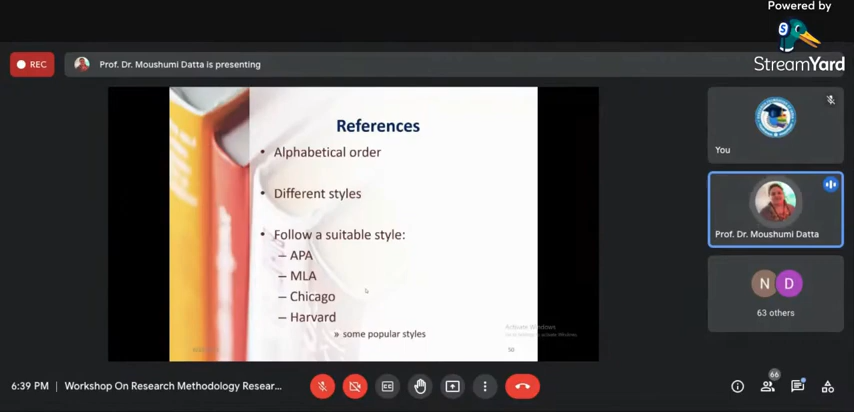 Powered by
StreamYard
REC
Prof. Dr. Moushumi Datta is presenting
References
• Alphabetical order
• Different styles
• Follow a suitable style:
– APA
– MLA
– Chicago
– Harvard
» some popular styles
Activate Windows
50
You
Prof. Dr. Moushumi Datta
N D
63 others
6:39 PM | Workshop On Research Methodology Resear...
66